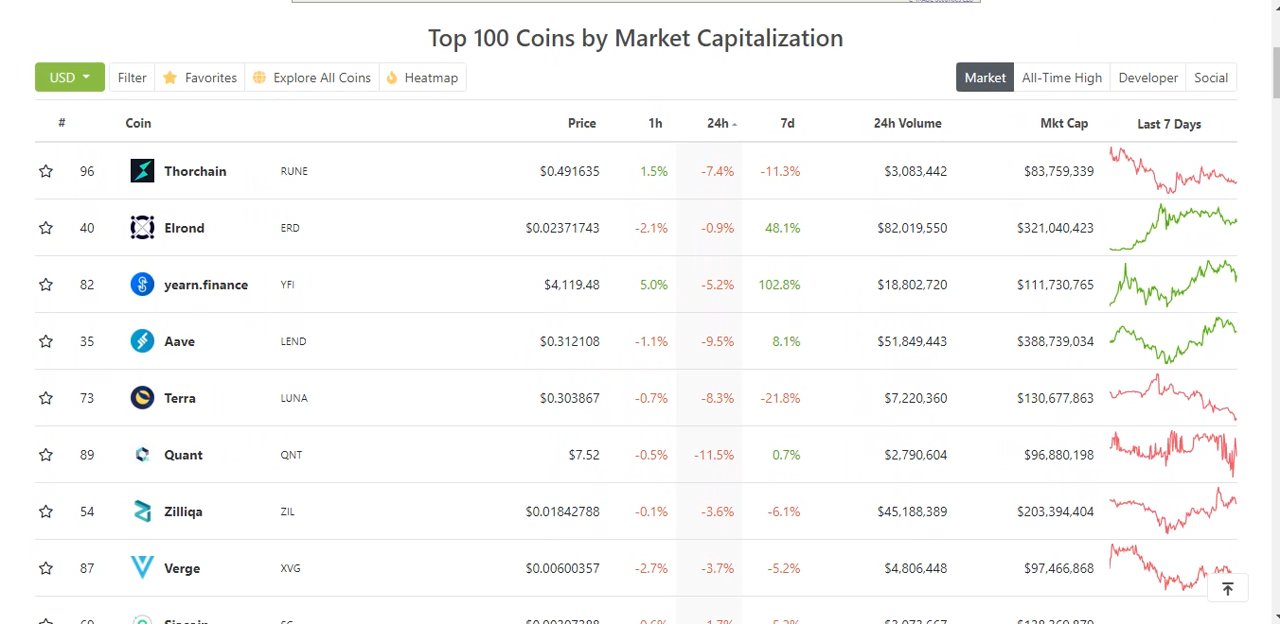 Top 100 Coins by Market Capitalization
USD Filter Favorites Explore All Coins Heatmap Market All-Time High Developer Social
# Coin Price 1h 24h 7d 24h Volume Mkt Cap Last 7 Days
96 Thorchain RUNE $0.491635 1.5% -7.4% -11.3% $3,083,442 $83,759,339
40 Elrond ERD $0.02371743 -2.1% -0.9% 48.1% $82,019,550 $321,040,423
82 yearn.finance YFI $4,119.48 5.0% -5.2% 102.8% $18,802,720 $111,730,765
35 Aave LEND $0.312108 -1.1% -9.5% 8.1% $51,849,443 $388,739,034
73 Terra LUNA $0.303867 -0.7% -8.3% -21.8% $7,220,360 $130,677,863
89 Quant QNT $7.52 -0.5% -11.5% 0.7% $2,790,604 $96,880,198
54 Zilliqa ZIL $0.01842788 -0.1% -3.6% -6.1% $45,188,389 $203,394,404
87 Verge XVG $0.00600357 -2.7% -3.7% -5.2% $4,806,448 $97,466,868